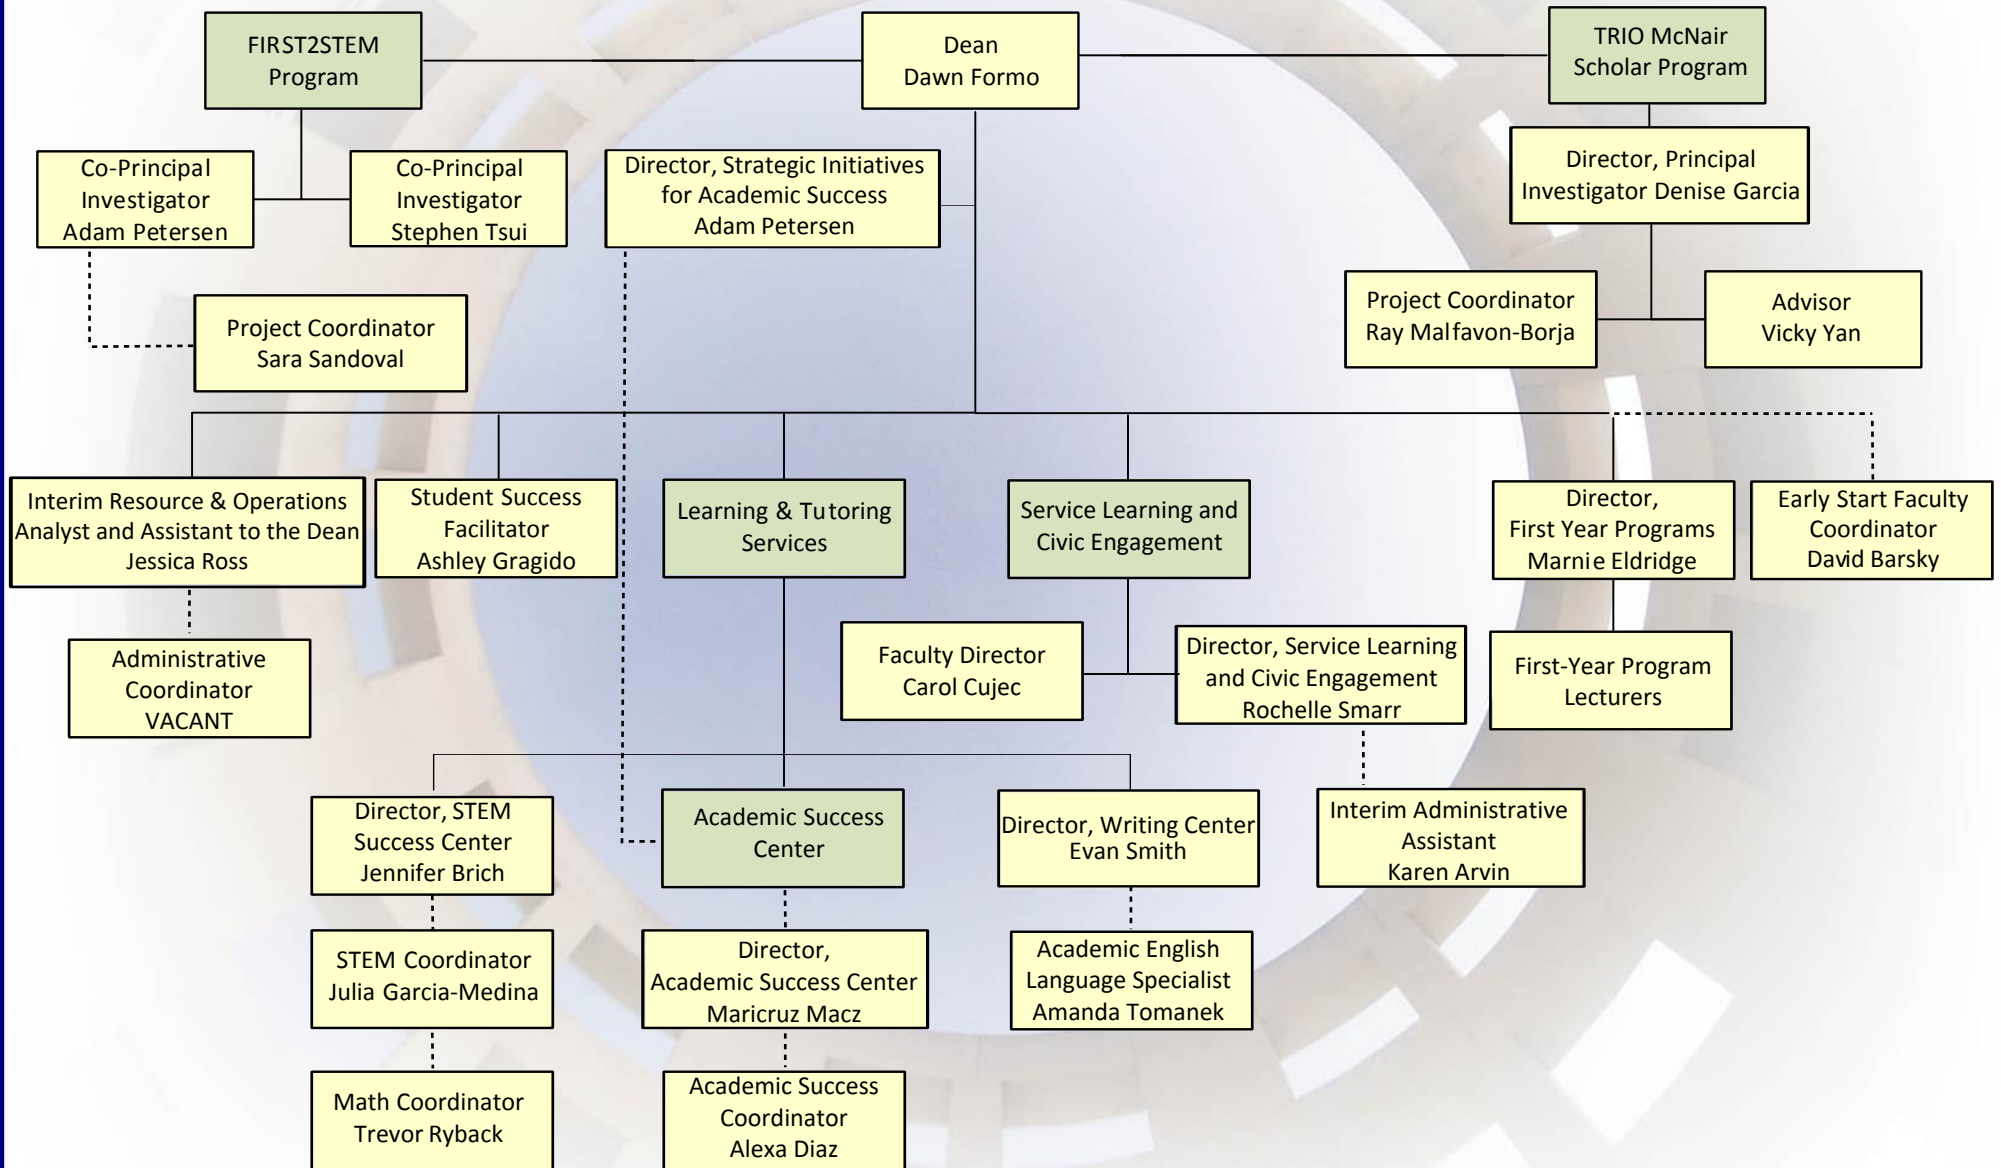 FIRST2STEM
Program
Dean
Dawn Formo
TRIO McNair
Scholar Program
Co-Principal
Investigator
Adam Petersen
Co-Principal
Investigator
Stephen Tsui
Director, Strategic Initiatives
for Academic Success
Adam Petersen
Director, Principal
Investigator Denise Garcia
Project Coordinator
Sara Sandoval
Project Coordinator
Ray Malfavon-Borja
Advisor
Vicky Yan
Interim Resource & Operations
Analyst and Assistant to the Dean
Jessica Ross
Student Success
Facilitator
Ashley Gragido
Learning & Tutoring
Services
Service Learning and
Civic Engagement
Director,
First Year Programs
Marnie Eldridge
Early Start Faculty
Coordinator
David Barsky
Administrative
Coordinator
VACANT
Faculty Director
Carol Cujec
Director, Service Learning
and Civic Engagement
Rochelle Smarr
First-Year Program
Lecturers
Director, STEM
Success Center
Jennifer Brich
Academic Success
Center
Director, Writing Center
Evan Smith
Interim Administrative
Assistant
Karen Arvin
STEM Coordinator
Julia Garcia-Medina
Director,
Academic Success Center
Maricruz Macz
Academic English
Language Specialist
Amanda Tomanek
Math Coordinator
Trevor Ryback
Academic Success
Coordinator
Alexa Diaz